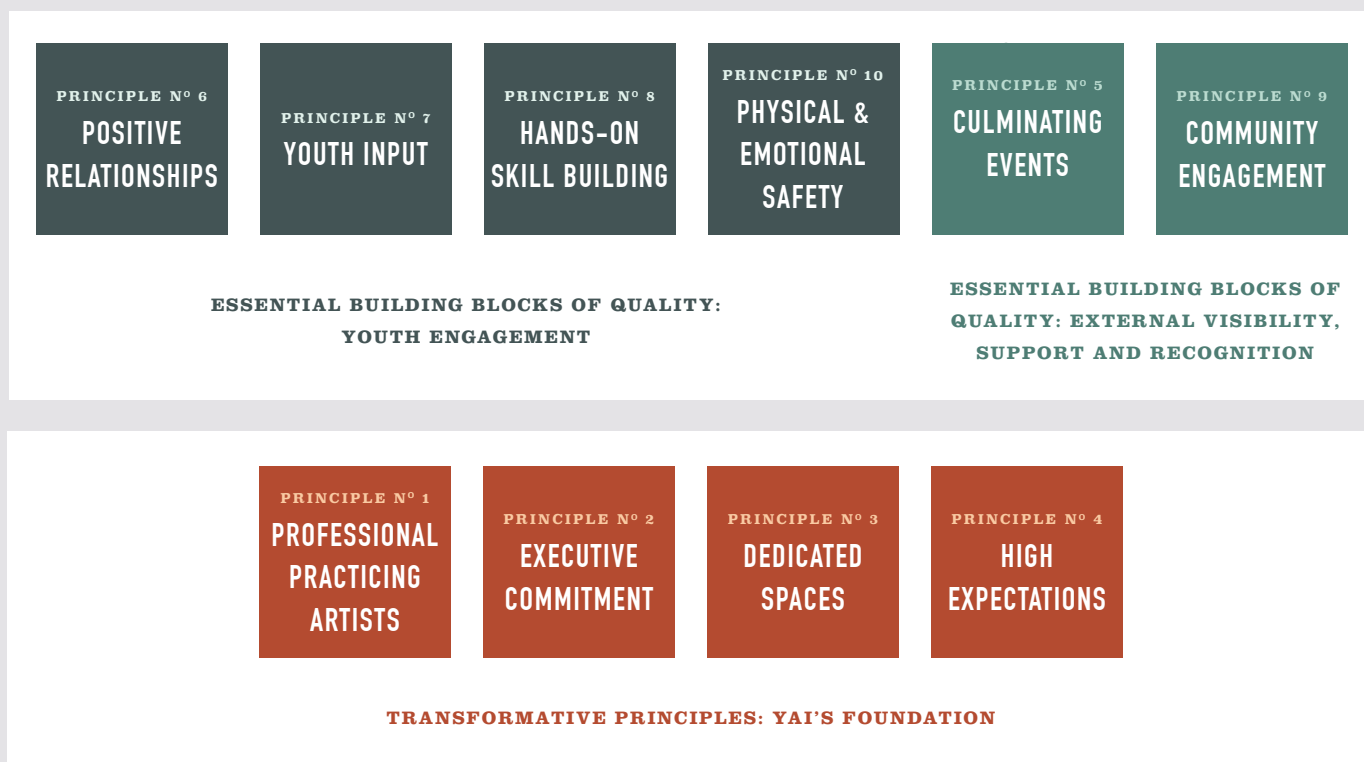 PRINCIPLE Nº 6
POSITIVE
RELATIONSHIPS
PRINCIPLE Nº 7
YOUTH INPUT
PRINCIPLE Nº 8
HANDS-ON
SKILL BUILDING
PRINCIPLE Nº 10
PHYSICAL &
EMOTIONAL
SAFETY
PRINCIPLE Nº 5
CULMINATING
EVENTS
PRINCIPLE Nº 9
COMMUNITY
ENGAGEMENT
ESSENTIAL BUILDING BLOCKS OF QUALITY:
YOUTH ENGAGEMENT
ESSENTIAL BUILDING BLOCKS OF
QUALITY: EXTERNAL VISIBILITY,
SUPPORT AND RECOGNITION
PRINCIPLE Nº 1
PROFESSIONAL
PRACTICING
ARTISTS
PRINCIPLE Nº 2
EXECUTIVE
COMMITMENT
PRINCIPLE Nº 3
DEDICATED
SPACES
PRINCIPLE Nº 4
HIGH
EXPECTATIONS
TRANSFORMATIVE PRINCIPLES: YAI’S FOUNDATION